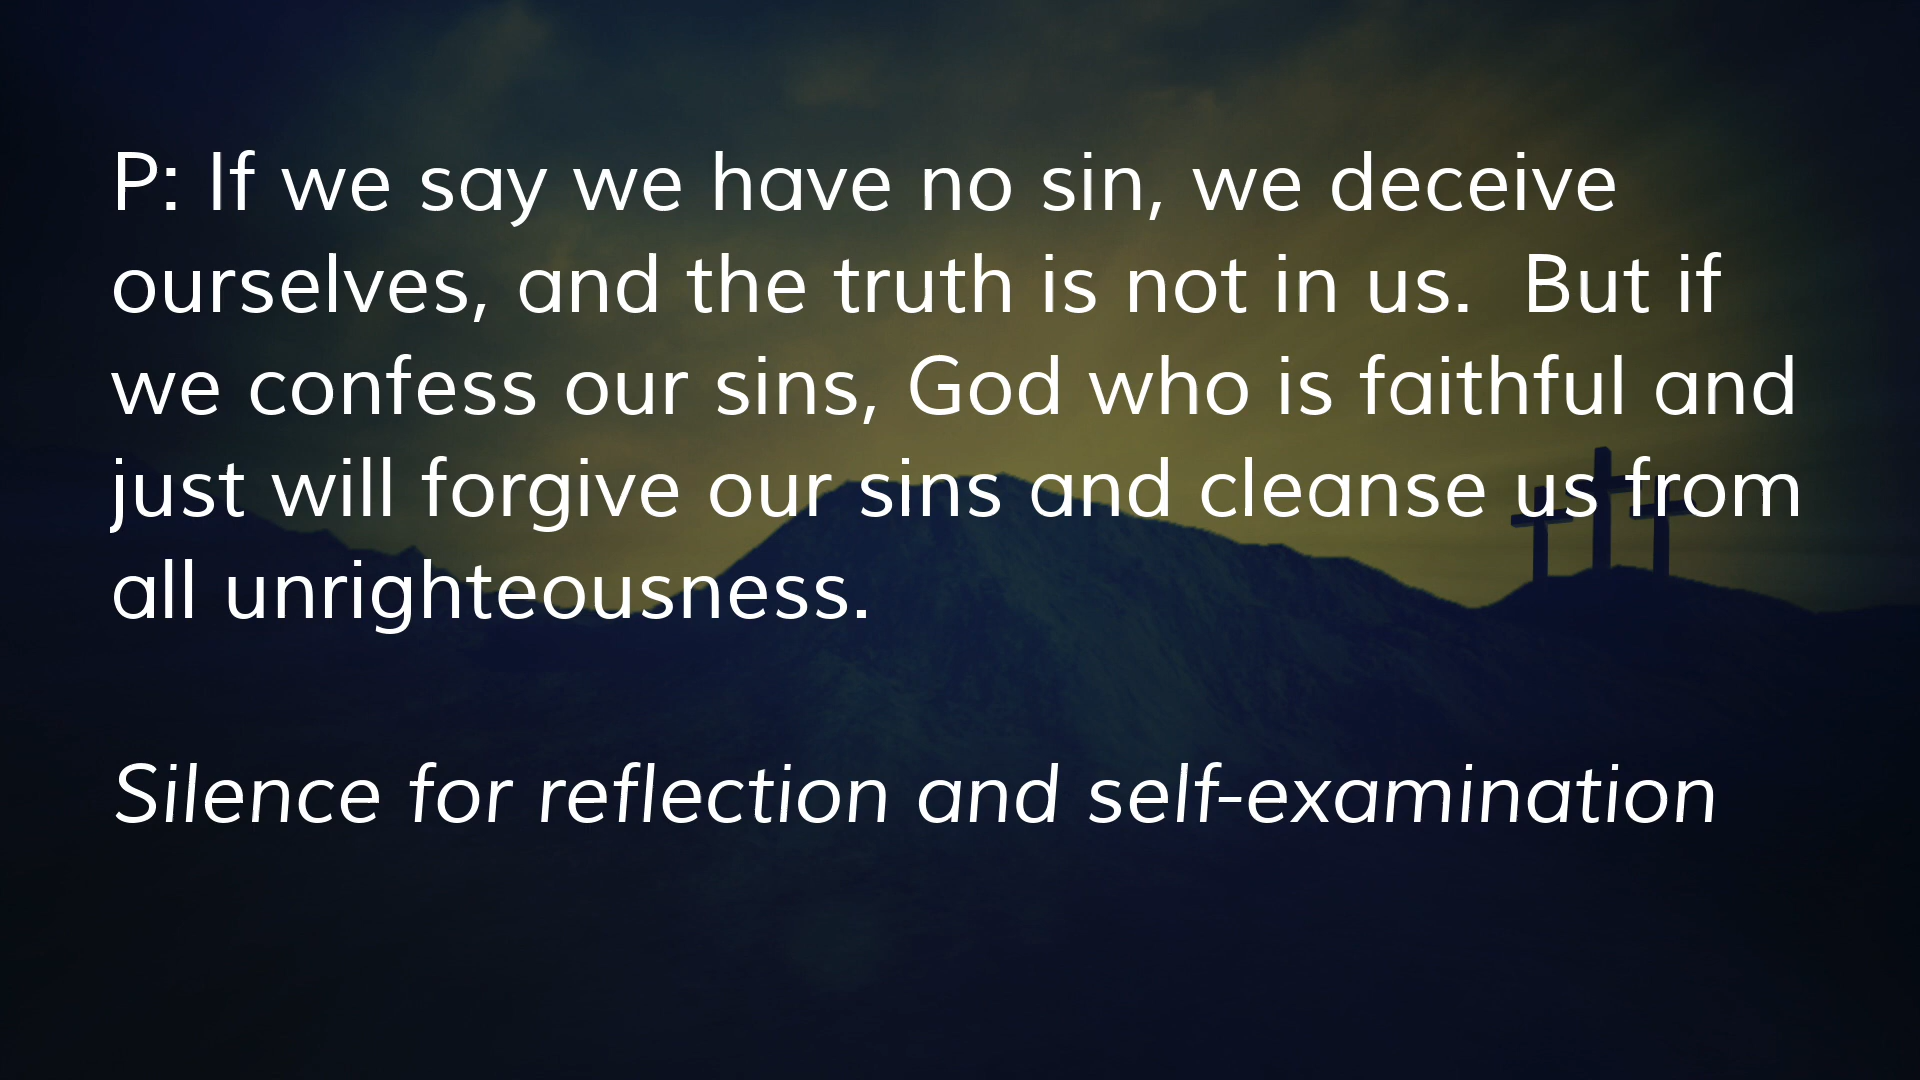 P: If we say we have no sin, we deceive
ourselves, and the truth is not in us.  But if
we confess our sins, God who is faithful and
just will forgive our sins and cleanse us from
all unrighteousness.
Silence for reflection and self-examination